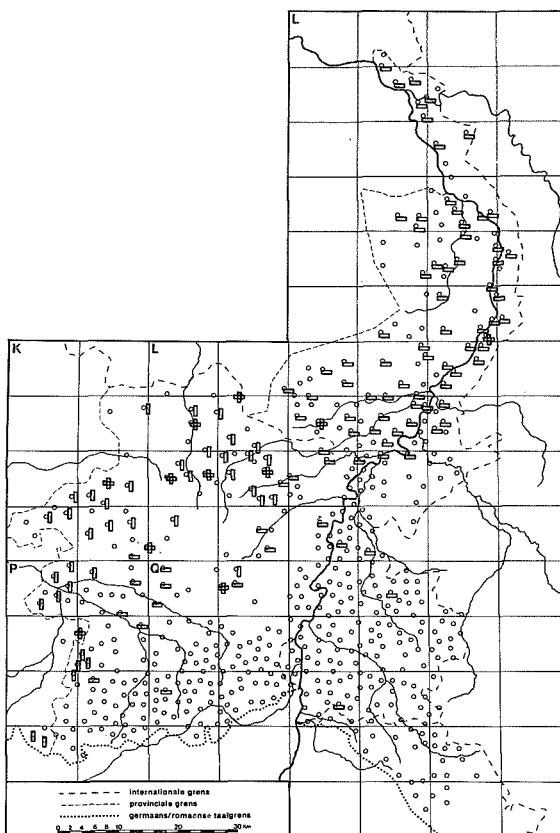 L
K L
P Q
internationale grens
provinciale grens
germaans/romaanse taalgrens
0 2 4 6 8 10 20 30 Km